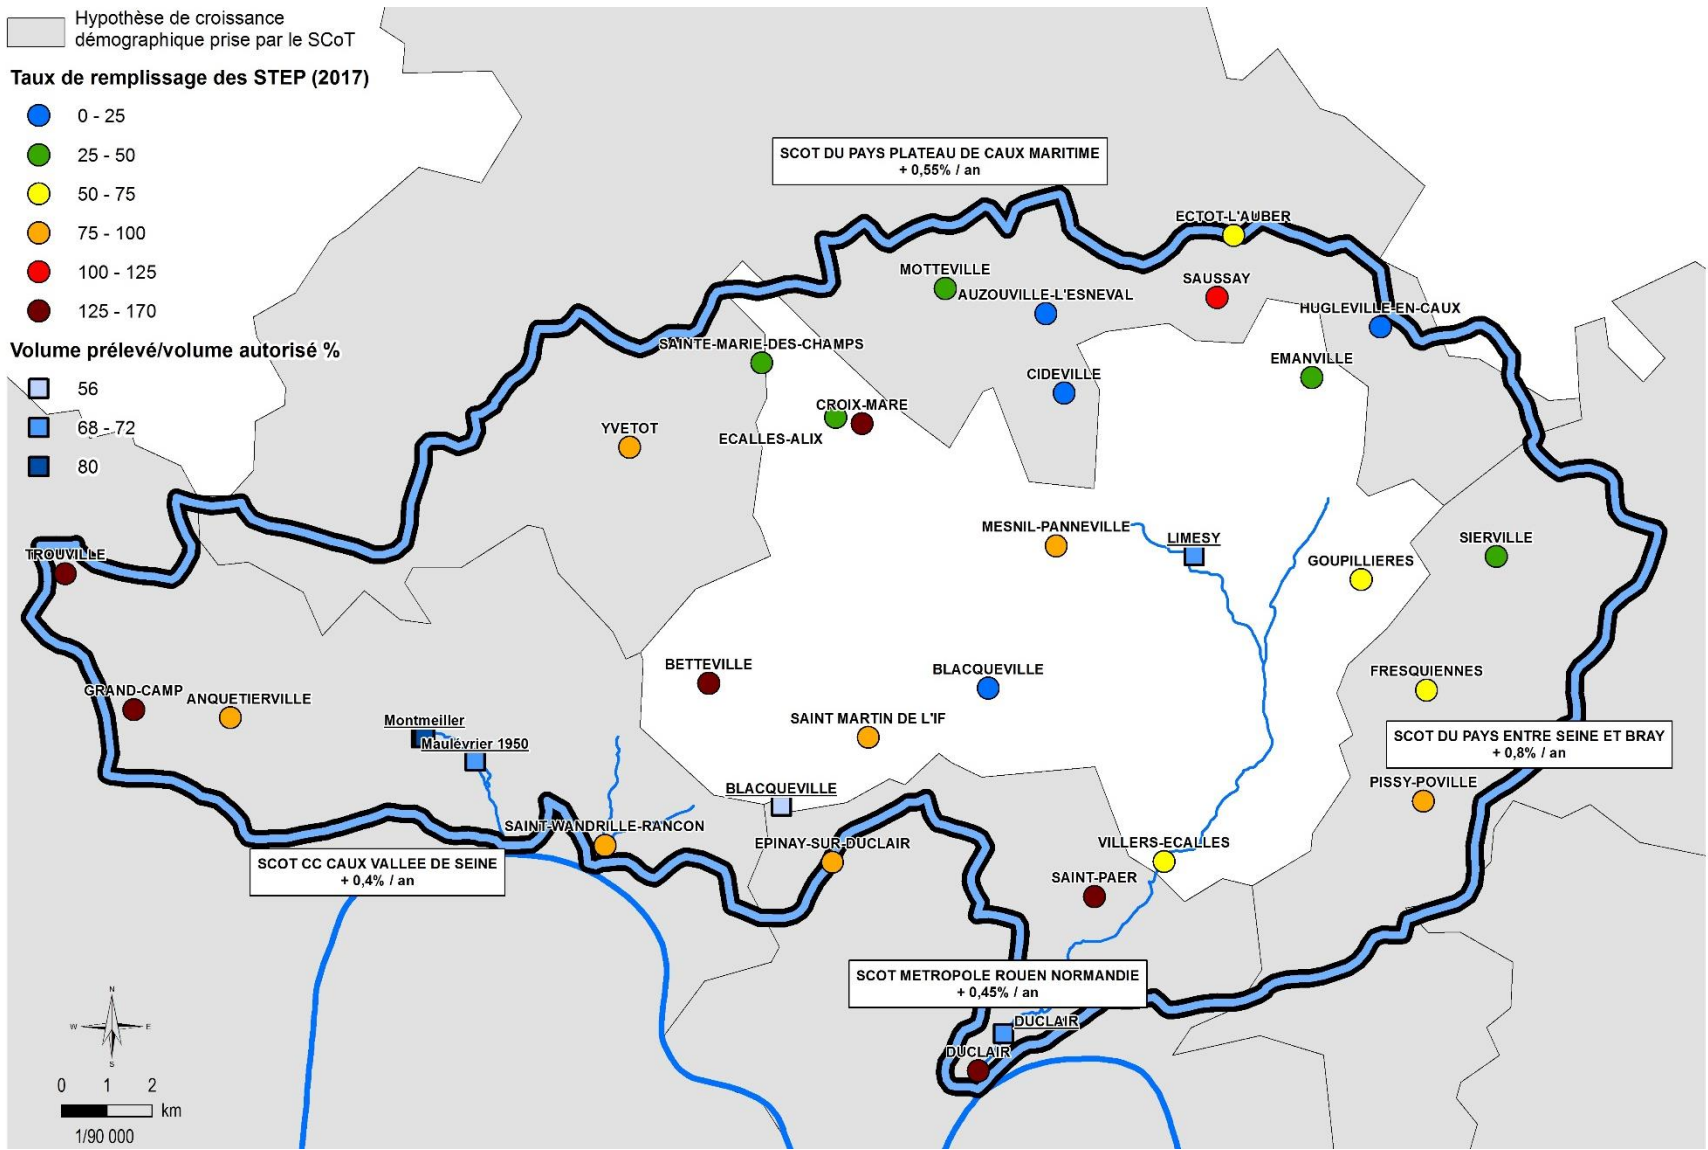 Hypothèse de croissance
démographique prise par le SCoT
Taux de remplissage des STEP (2017)
0 - 25
25 - 50
50 - 75
75 - 100
100 - 125
125 - 170
Volume prélevé/volume autorisé %
56
68 - 72
80
SCOT DU PAYS PLATEAU DE CAUX MARITIME
+ 0,55% / an
ECTOT-L'AUBER
MOTTEVILLE
SAUSSAY
AUZOUVILLE-L'ESNEVAL
HUGLEVILLE-EN-CAUX
SAINTE-MARIE-DES-CHAMPS
EMANVILLE
CIDEVILLE
CROIX-MARE
YVETOT
ECALLES-ALIX
MESNIL-PANNEVILLE
LIMESY
SIERVILLE
TROUVILLE
GOUPILLIERES
BETTEVILLE
BLACQUEVILLE
FRESQUIENNES
GRAND-CAMP
ANQUETIERVILLE
Montmeiller
SAINT MARTIN DE L'IF
Maulévrier 1950
SCOT DU PAYS ENTRE SEINE ET BRAY
+ 0,8% / an
PISSY-POVILLE
BLACQUEVILLE
SAINT-WANDRILLE-RANCON
EPINAY-SUR-DUCLAIR
VILLERS-ECALLES
SCOT CC CAUX VALLEE DE SEINE
+ 0,4% / an
SAINT-PAER
SCOT METROPOLE ROUEN NORMANDIE
+ 0,45% / an
DUCLAIR
DUCLAIR
N
W
E
S
0 1 2
km
1/90 000